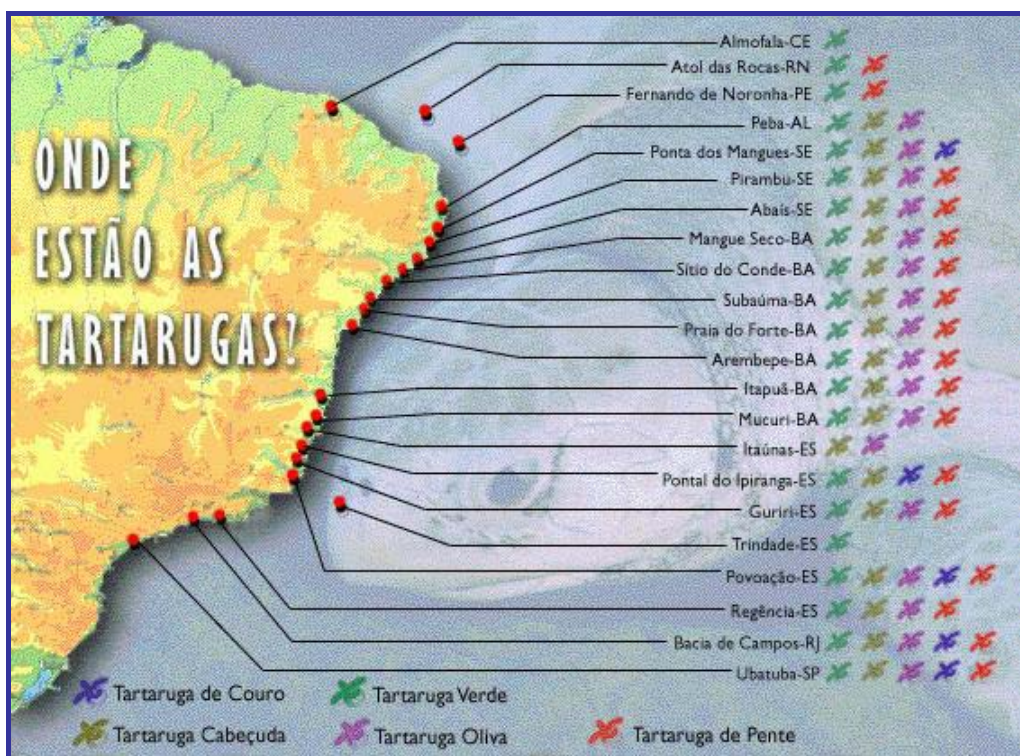 ONDE
ESTÃO AS
TARTARUGAS?
Almofala-CE
Atol das Rocas-RN
Fernando de Noronha-PE
Peba-AL
Ponta dos Mangues-SE
Pirambu-SE
Abaís-SE
Mangue Seco-BA
Sítio do Conde-BA
Subaúma-BA
Praia do Forte-BA
Arembepe-BA
Itapuã-BA
Mucuri-BA
Itaúnas-ES
Pontal do Ipiranga-ES
Guriri-ES
Trindade-ES
Povoação-ES
Regência-ES
Bacia de Campos-RJ
Ubatuba-SP
Tartaruga de Couro
Tartaruga Verde
Tartaruga Cabeçuda
Tartaruga Oliva
Tartaruga de Pente